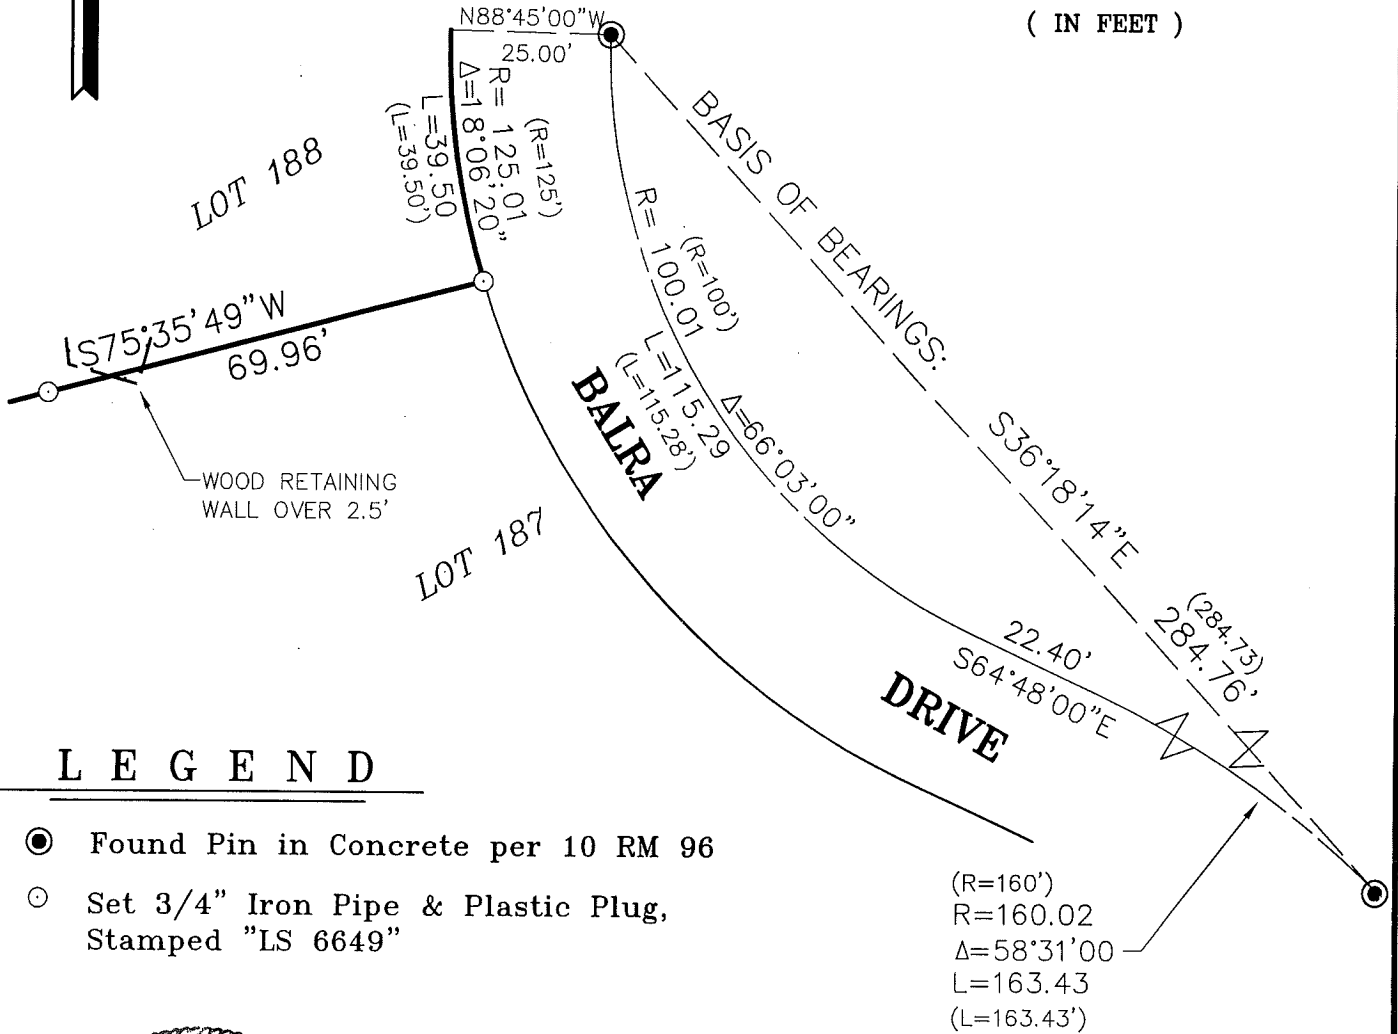 ( IN FEET )
N88°45'00"W
25.00'
(R=125')
R= 125.01
Δ=18°06'20"
L=39.50
(L=39.50')
LOT 188
BASIS OF BEARINGS:
S36°18'14"E
(284.73)
284.76'
(R=100')
R= 100.01
L=115.29
(L=115.28')
Δ=66°03'00"
S75°35'49"W
69.96'
WOOD RETAINING
WALL OVER 2.5'
BALRA
DRIVE
LOT 187
22.40'
S64°48'00"E
LEGEND
Found Pin in Concrete per 10 RM 96
Set 3/4" Iron Pipe & Plastic Plug,
Stamped "LS 6649"
(R=160')
R=160.02
Δ=58°31'00
L=163.43
(L=163.43')